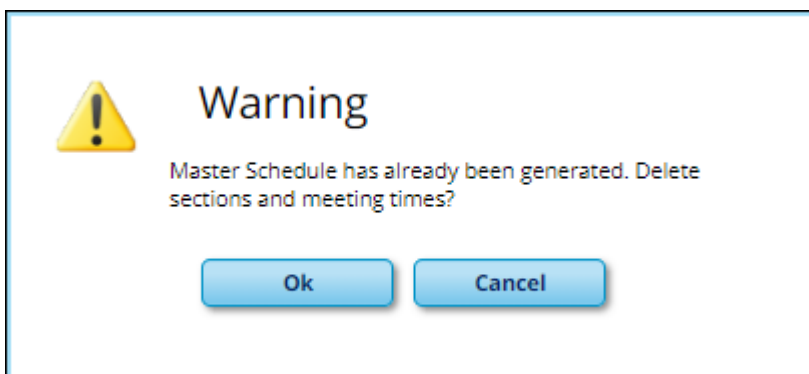 Warning
Master Schedule has already been generated. Delete
sections and meeting times?
Ok
Cancel